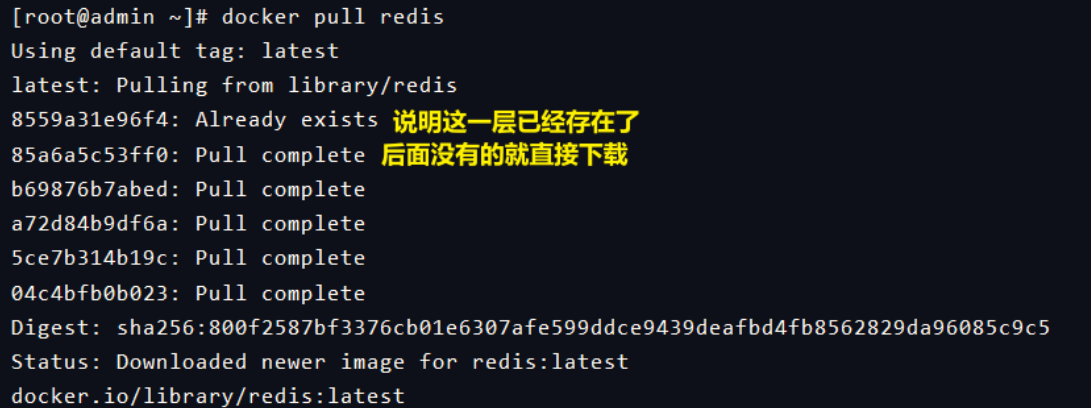 [root@admin ~]# docker pull redis
Using default tag: latest
latest: Pulling from library/redis
8559a31e96f4: Already exists 说明这一层已经存在了
85a6a5c53ff0: Pull complete 后面没有的就直接下载
b69876b7abed: Pull complete
a72d84b9df6a: Pull complete
5ce7b314b19c: Pull complete
04c4bfb0b023: Pull complete
Digest: sha256:800f2587bf3376cb01e6307afe599ddce9439deafbd4fb8562829da96085c9c5
Status: Downloaded newer image for redis:latest
docker.io/library/redis:latest